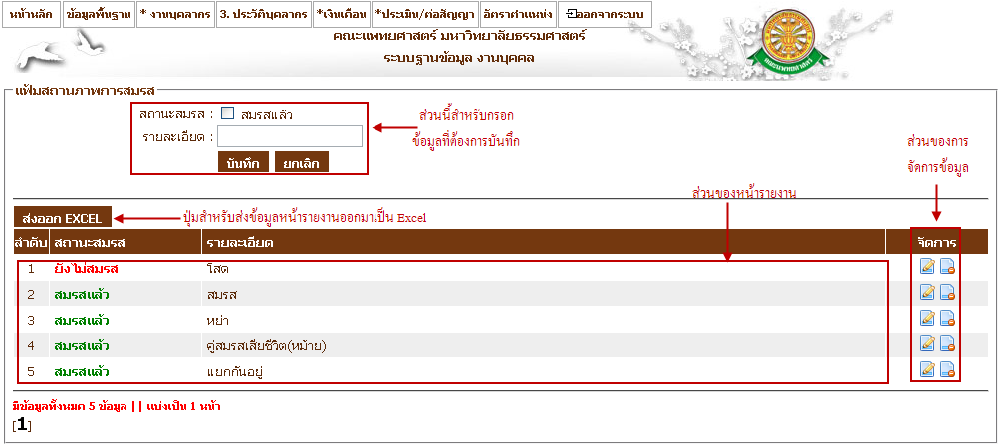 หน้าหลัก ข้อมูลพื้นฐาน * งานบุคลากร 3. ประวัติบุคลากร *เงินเดือน *ประเมิน/ต่อสัญญา อัตราตำแหน่ง ออกจากระบบ
คณะแพทยศาสตร์ มหาวิทยาลัยธรรมศาสตร์
ระบบฐานข้อมูล งานบุคคล
คณะแพทยศาสตร์
แฟ้มสถานภาพการสมรส
สถานะสมรส : สมรสแล้ว
รายละเอียด :
บันทึก ยกเลิก
ส่วนนี้สำหรับกรอก
ข้อมูลที่ต้องการบันทึก
ส่วนของการ
จัดการข้อมูล
ส่วนของหน้ารายงาน
ส่งออก EXCEL ปุ่มสำหรับส่งข้อมูลหน้ารายงานออกมาเป็น Excel
ลำดับ สถานะสมรส รายละเอียด จัดการ
1 ยังไม่สมรส โสด
2 สมรสแล้ว สมรส
3 สมรสแล้ว หย่า
4 สมรสแล้ว คู่สมรสเสียชีวิต(หม้าย)
5 สมรสแล้ว แยกกันอยู่
มีข้อมูลทั้งหมด 5 ข้อมูล || แบ่งเป็น 1 หน้า
[1]